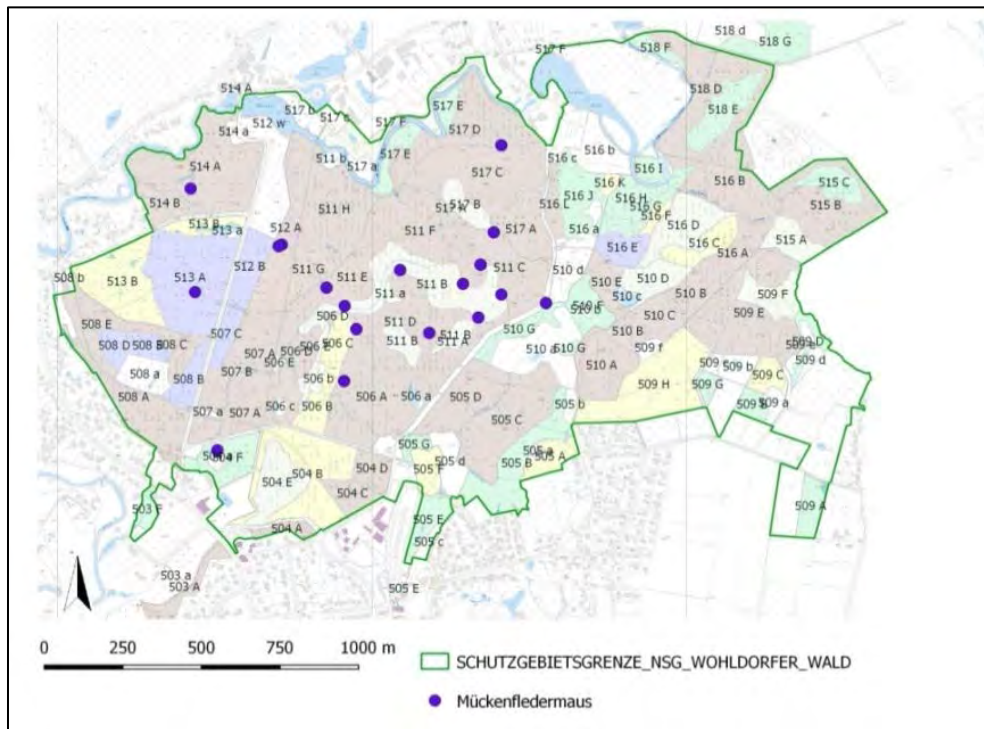 518 d
518 G
517 F
518 F
514 A
518 D
517 b
517 E
512 w
517 c
518 E
514 a
517 F
517 D
511 b
517 a
517 E
516 b
516 c
514 A
517 C
516 I
516 K
516 B
515 C
514 B
511 H
517 B
516 J
516 H
516 G
515 B
516 F
513 B
513 a
512 A
511 F
517 A
516 a
516 D
516 E
516 C
515 A
512 B
516 A
508 b
513 B
513 A
511 G
511 E
511 C
510 d
510 E
510 D
511 a
511 B
510 c
510 B
509 F
506 D
511 D
510 G
510 B
510 C
509 E
508 E
507 C
506 C
511 B
511 B
511 A
508 D
508 C
507 A
506 E
510 a
510 G
509 f
509 d
508 a
508 B
507 B
506 b
510 A
509 b
509 C
509 H
509 G
508 A
507 a
507 A
506 c
506 B
506 A
506 a
505 D
505 b
509 a
505 C
505 G
504 F
504 B
504 D
505 F
505 d
505 B
505 a
505 A
504 E
504 C
503 F
504 A
505 E
505 c
509 A
503 a
503 A
505 E
0 250 500 750 1000 m
SCHUTZGEBIETSGRENZE_NSG_WOHLDORFER_WALD
Mückenfledermaus